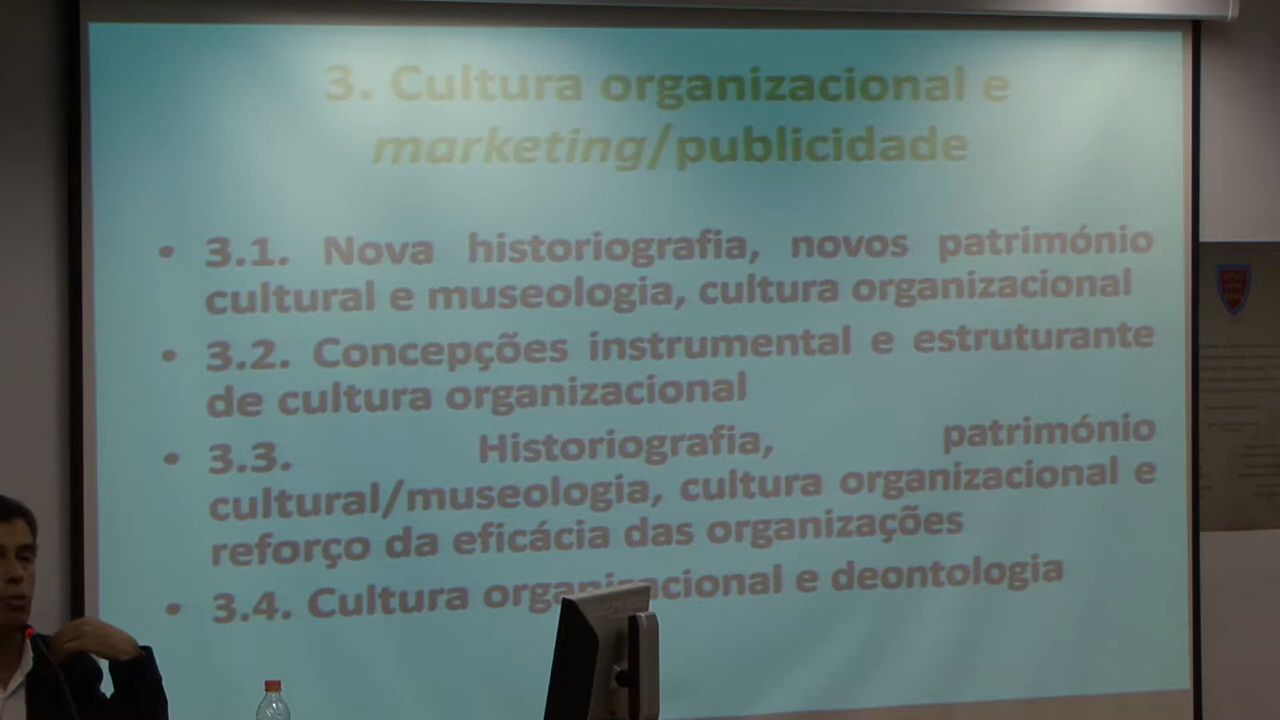 3. Cultura organizacional e
marketing/publicidade
• 3.1. Nova historiografia, novos património
cultural e museologia, cultura organizacional
• 3.2. Concepções instrumental e estruturante
de cultura organizacional
• 3.3. Historiografia, património
cultural/museologia, cultura organizacional e
reforço da eficácia das organizações
• 3.4. Cultura organizacional e deontologia